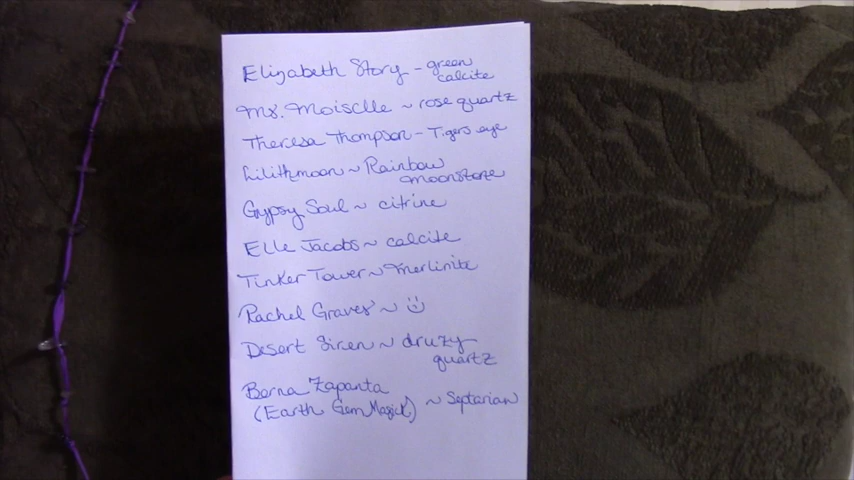 Elizabeth Story - green
calcite
Ms. Moiselle ~ rose quartz
Theresa Thompson - Tigers eye
Lilithmoon ~ Rainbow
moonstone
Gypsy Soul ~ citrine
Elle Jacobs ~ calcite
Tinker Tower ~ Merlinite
Rachel Graves ~ :)
Desert Siren ~ druzy
quartz
Berna Zapanta
(Earth Gem Magick) ~ Septarian